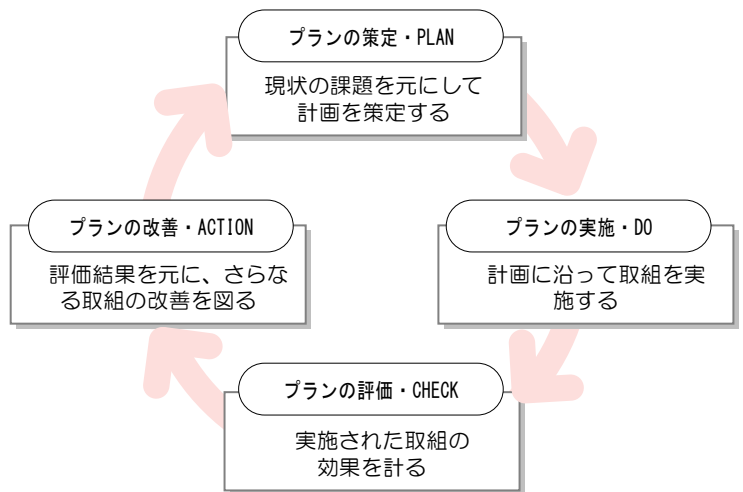 プランの策定・PLAN
現状の課題を元にして
計画を策定する
プランの実施・DO
計画に沿って取組を実
施する
プランの評価・CHECK
実施された取組の
効果を計る
プランの改善・ACTION
評価結果を元に、さらな
る取組の改善を図る